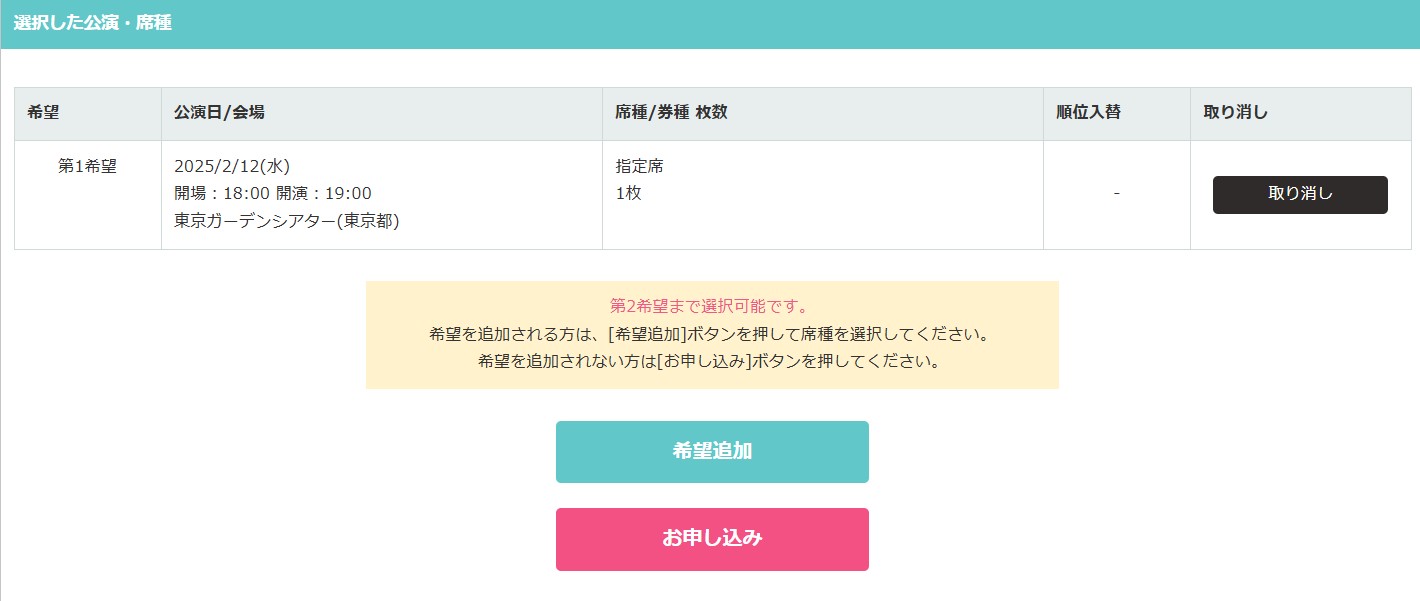 選択した公演・席種
希望
公演日/会場
席種/券種 枚数
順位入替
取り消し
第1希望
2025/2/12(水)
開場：18:00 開演：19:00
東京ガーデンシアター(東京都)
指定席
1枚
-
取り消し
第2希望まで選択可能です。
希望を追加される方は、[希望追加]ボタンを押して席種を選択してください。
希望を追加されない方は[お申し込み]ボタンを押してください。
希望追加
お申し込み